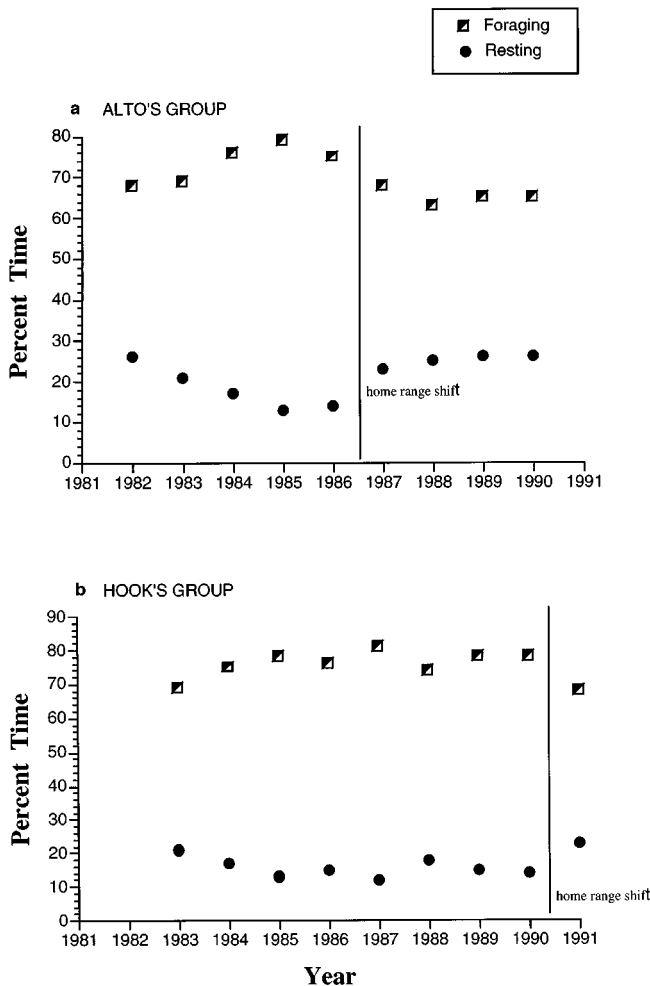 Foraging
Resting
a ALTO'S GROUP
80
70
60
50
40
30
20
10
0
Percent Time
home range shift
1981 1982 1983 1984 1985 1986 1987 1988 1989 1990 1991
b HOOK'S GROUP
90
80
70
60
50
40
30
20
10
0
Percent Time
home range shift
1981 1982 1983 1984 1985 1986 1987 1988 1989 1990 1991
Year